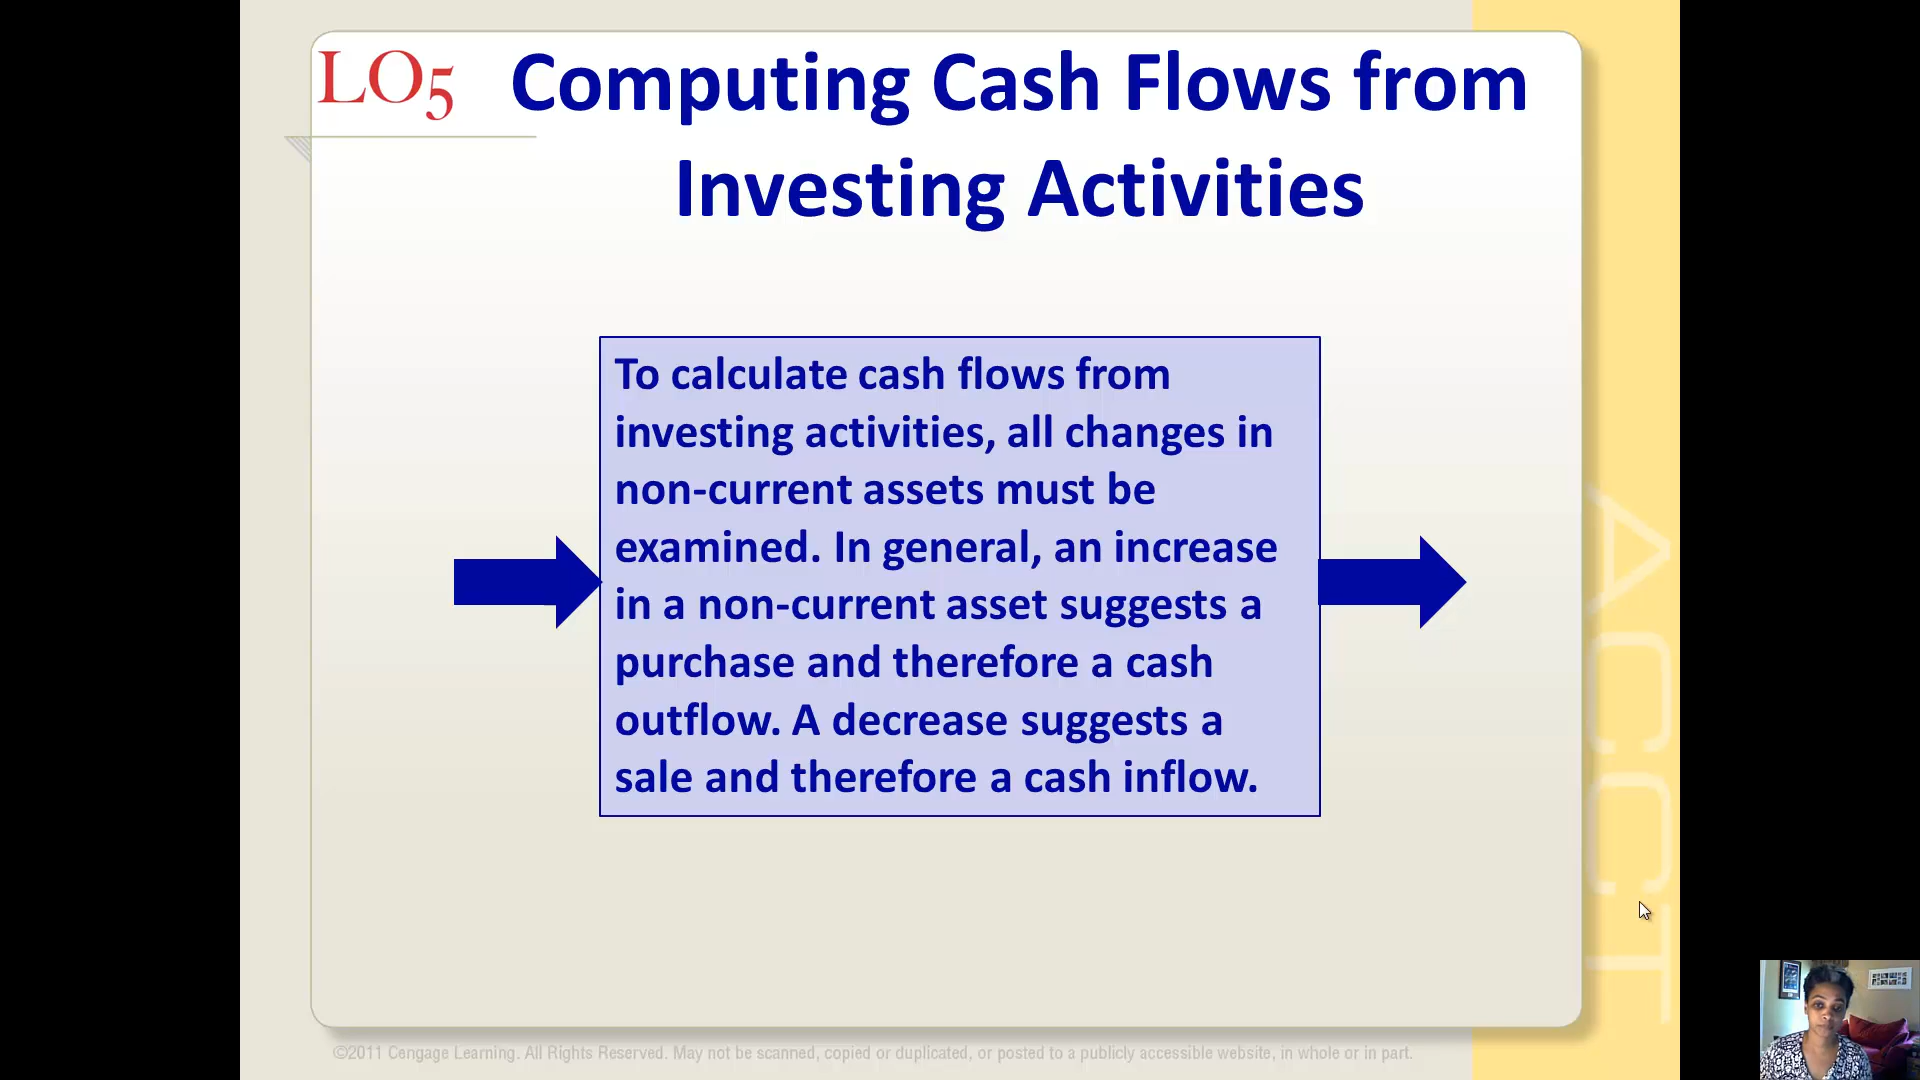 LO5 Computing Cash Flows from
Investing Activities
To calculate cash flows from
investing activities, all changes in
non-current assets must be
examined. In general, an increase
in a non-current asset suggests a
purchase and therefore a cash
outflow. A decrease suggests a
sale and therefore a cash inflow.
ACCT
©2011 Cengage Learning. All Rights Reserved. May not be scanned, copied or duplicated, or posted to a publicly accessible website, in whole or in part.